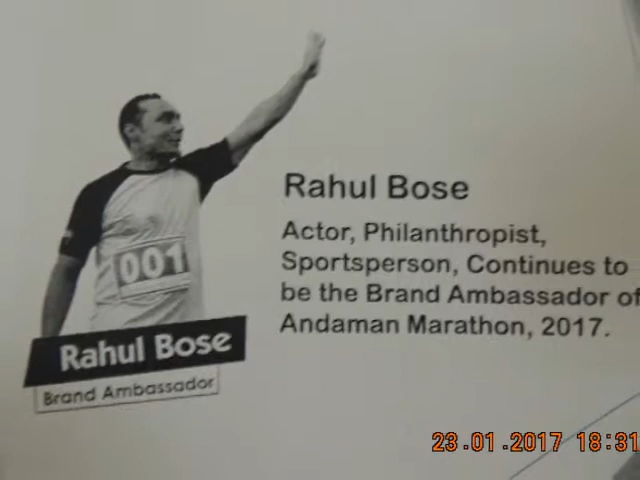 Rahul Bose
Actor, Philanthropist,
Sportsperson, Continues to
be the Brand Ambassador of
Andaman Marathon, 2017.
001
Rahul Bose
Brand Ambassador
23.01.2017 18:31